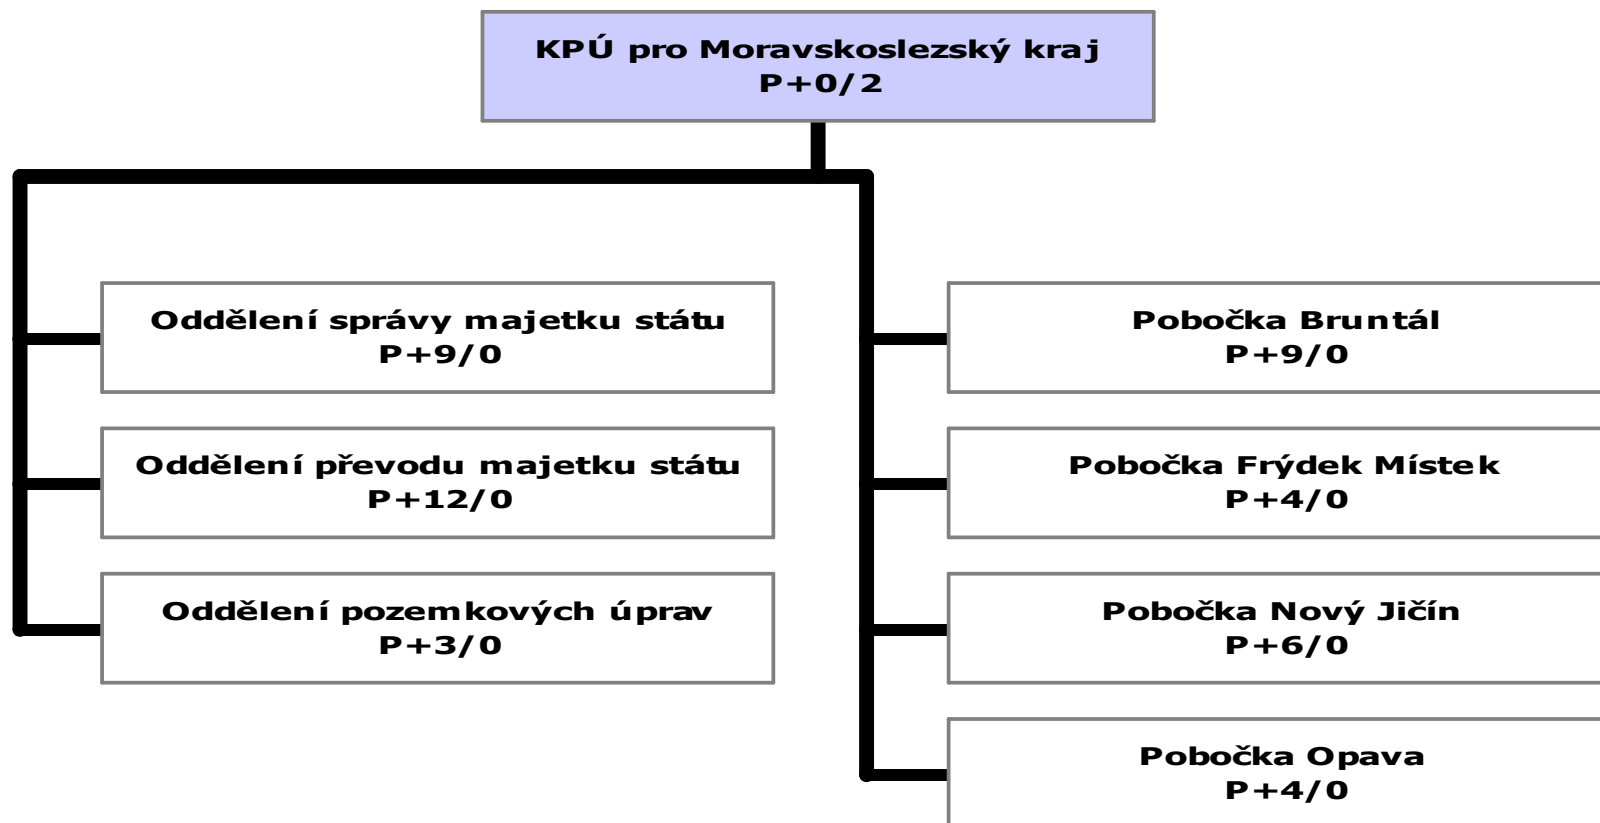 KPÚ pro Moravskoslezský kraj
P+0/2
Oddělení správy majetku státu
P+9/0
Oddělení převodu majetku státu
P+12/0
Oddělení pozemkových úprav
P+3/0
Pobočka Bruntál
P+9/0
Pobočka Frýdek Místek
P+4/0
Pobočka Nový Jičín
P+6/0
Pobočka Opava
P+4/0